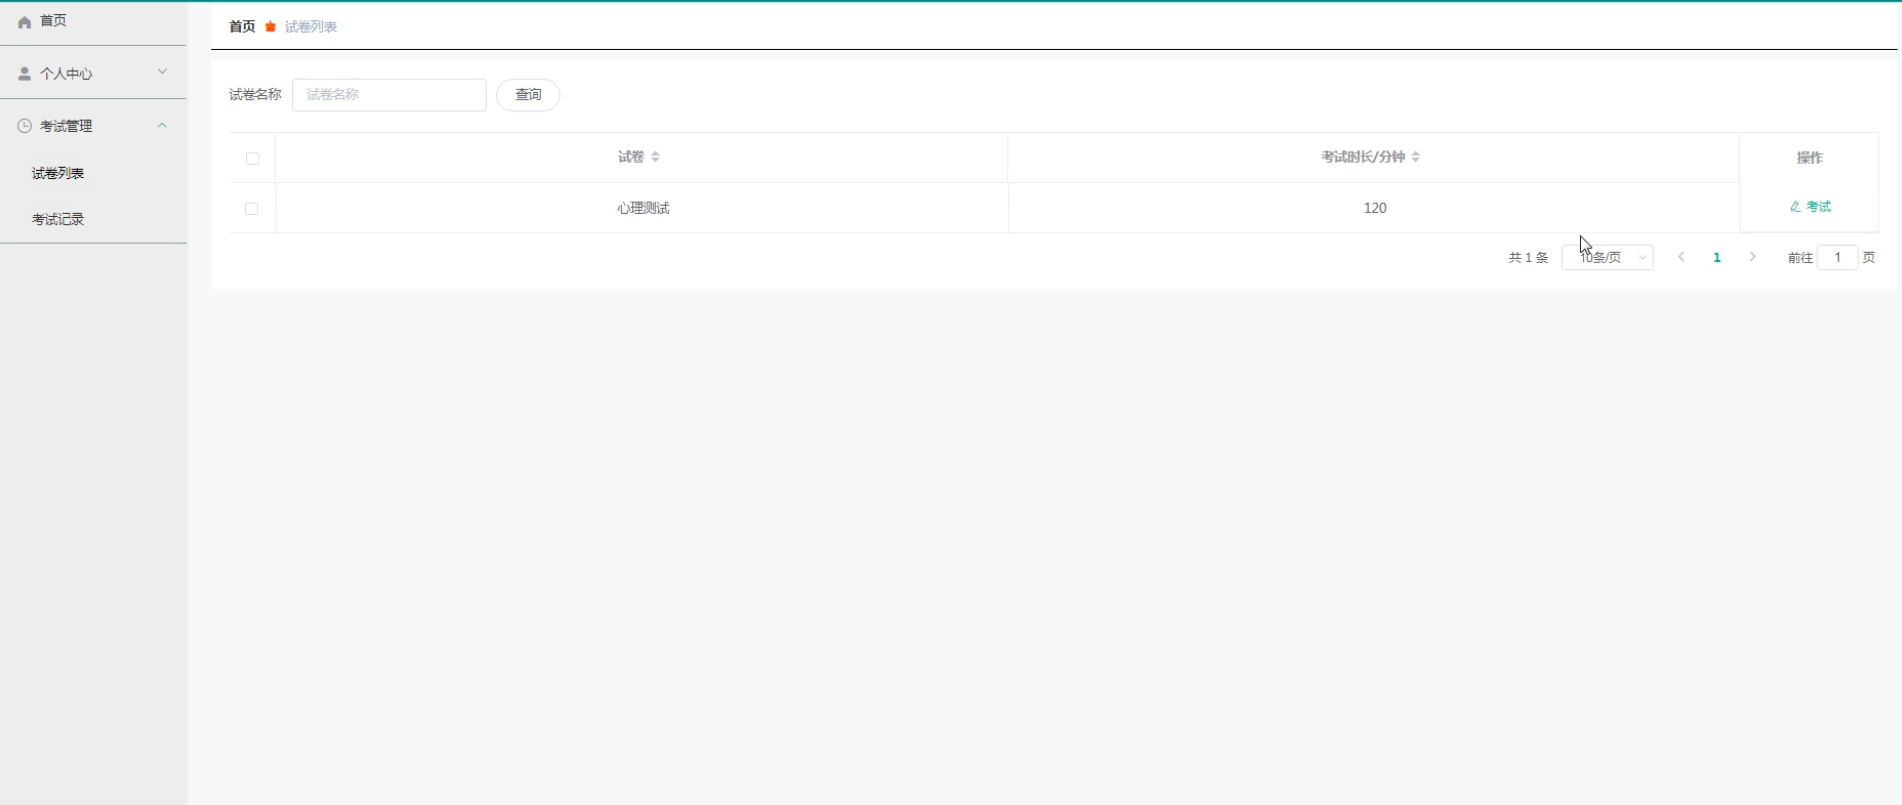 首页
个人中心
考试管理
试卷列表
考试记录
首页 试卷列表
试卷名称 试卷名称 查询
试卷 考试时长/分钟 操作
心理测试 120 考试
共 1 条 10条/页 1 前往 1 页